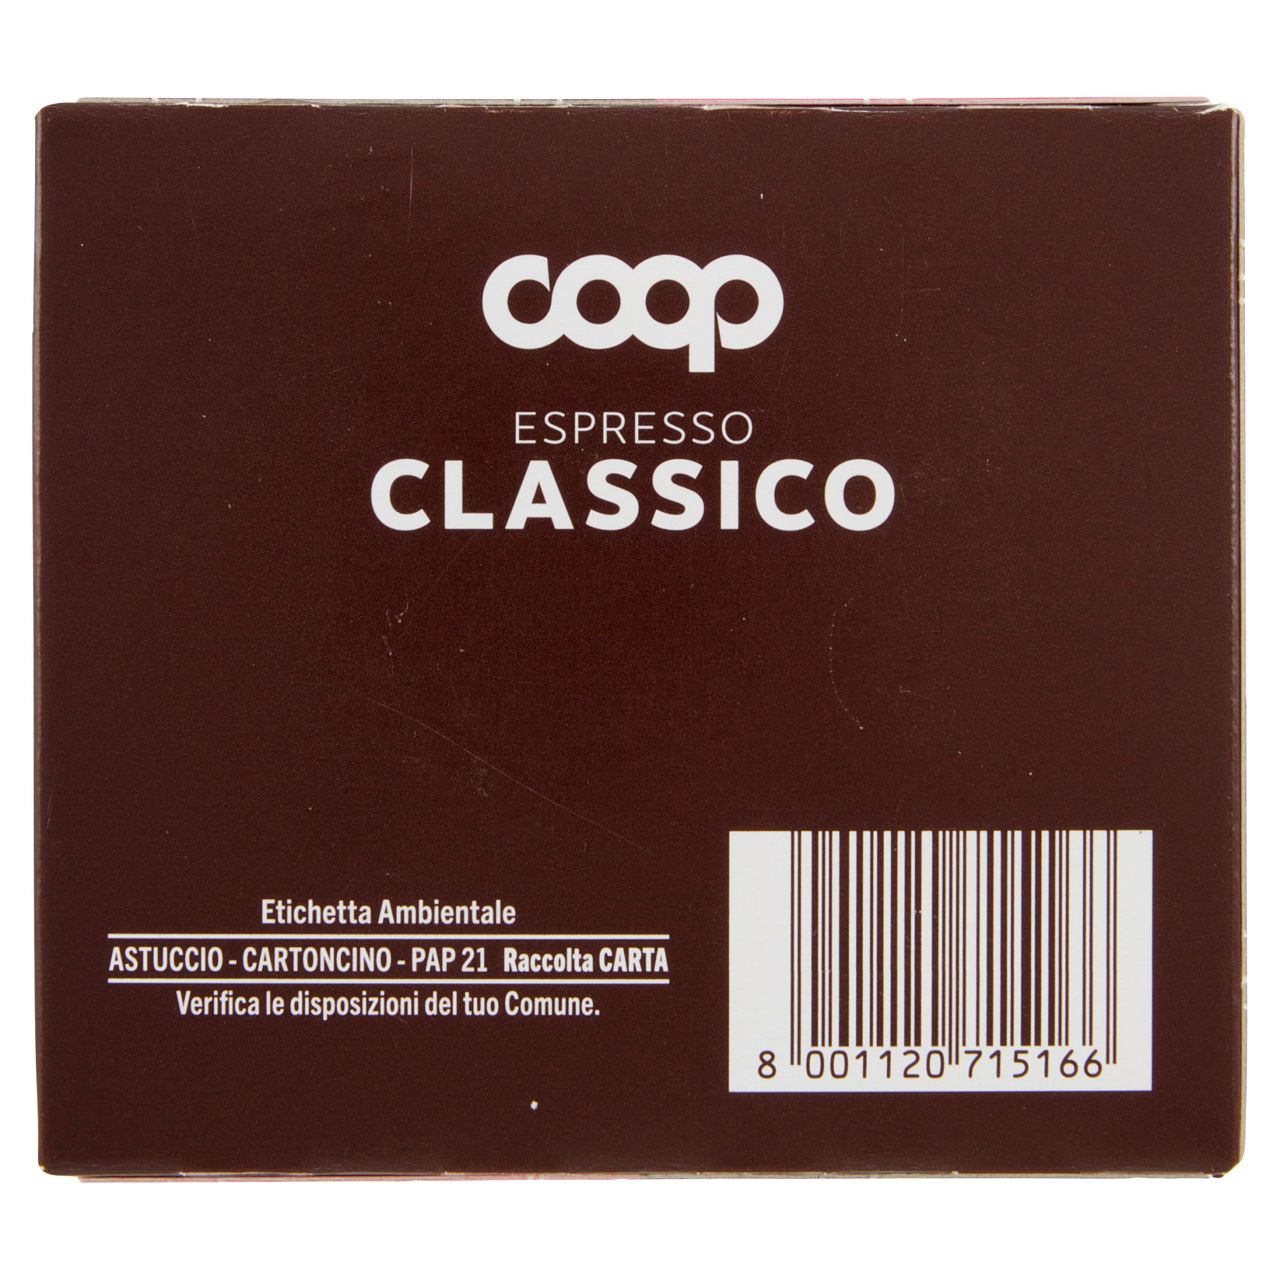 coop
ESPRESSO
CLASSICO
Etichetta Ambientale
ASTUCCIO - CARTONCINO - PAP 21 Raccolta CARTA
Verifica le disposizioni del tuo Comune.
8 001120 715166